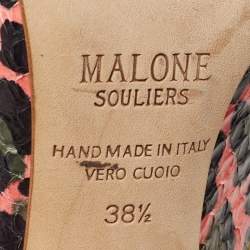 MALONE
SOULIERS
HAND MADE IN ITALY
VERO CUOIO
38½